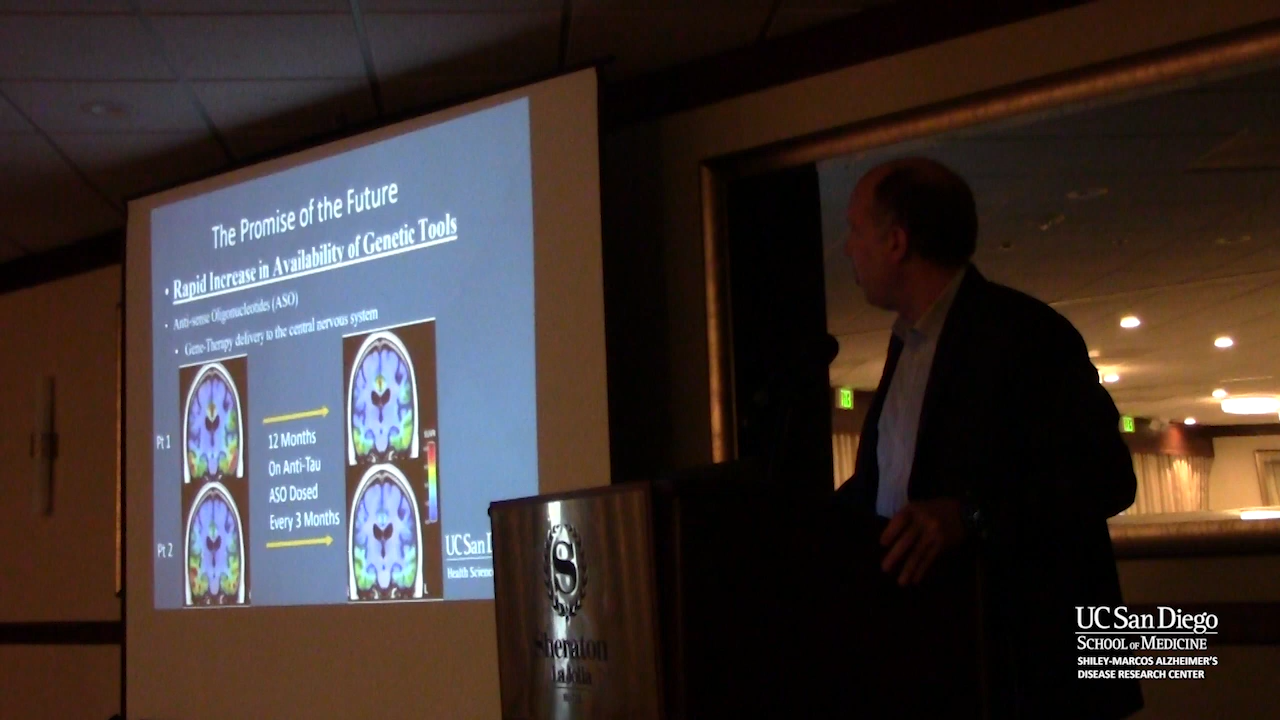 The Promise of the Future
• Rapid Increase in Availability of Genetic Tools
• Anti-sense Oligonucleotides (ASO)
• Gene-Therapy delivery to the central nervous system
Pt 1
12 Months
On Anti-Tau
ASO Dosed
Every 3 Months
Pt 2
L
UC San D
Health Science
S
Sheraton
La Jolla
UC San Diego
SCHOOL OF MEDICINE
SHILEY-MARCOS ALZHEIMER'S
DISEASE RESEARCH CENTER